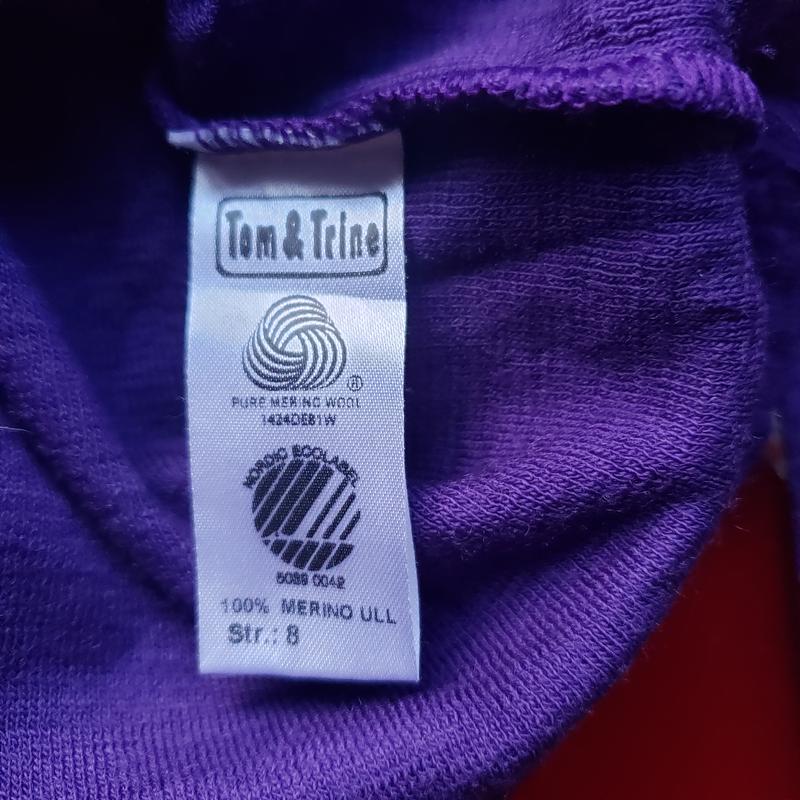 Tom & Trine
®
PURE MERINO WOOL
1424DE81W
NORDIC ECOLABEL
5089 0042
100% MERINO ULL
Str.: 8